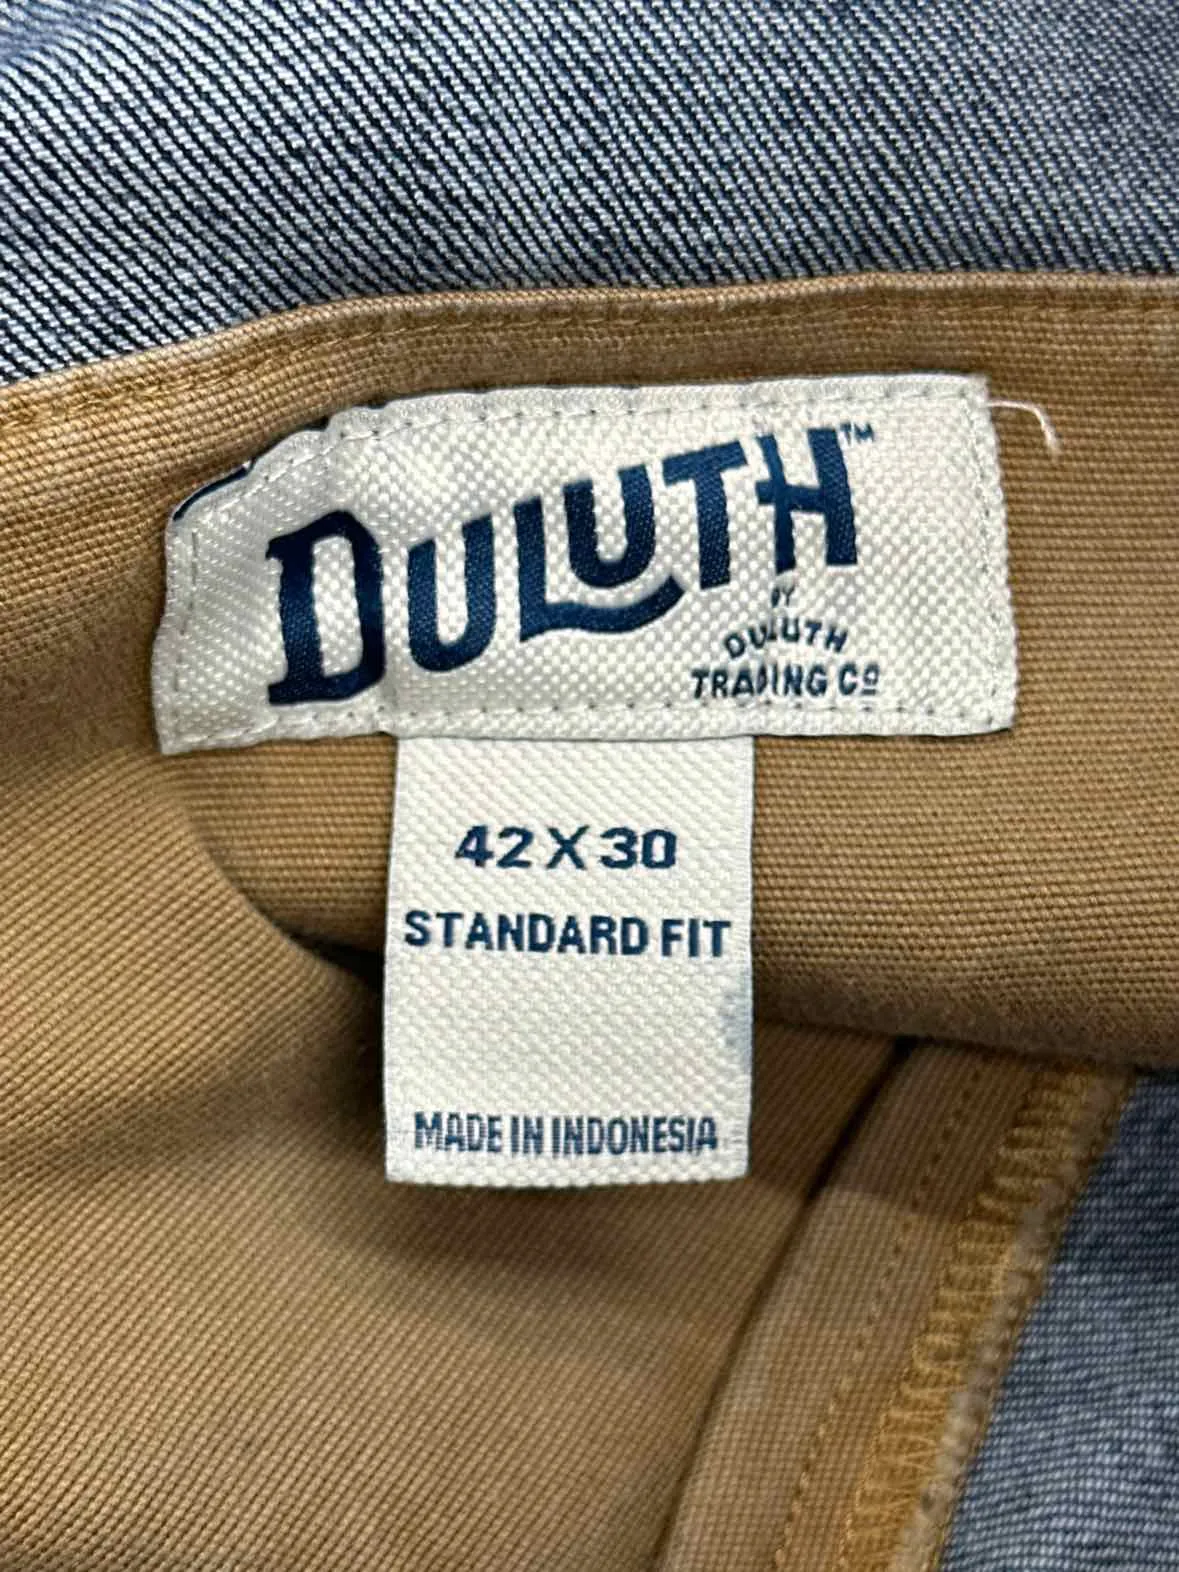 DULUTH™
BY
DULUTH
TRADING Cº
42 X 30
STANDARD FIT
MADE IN INDONESIA